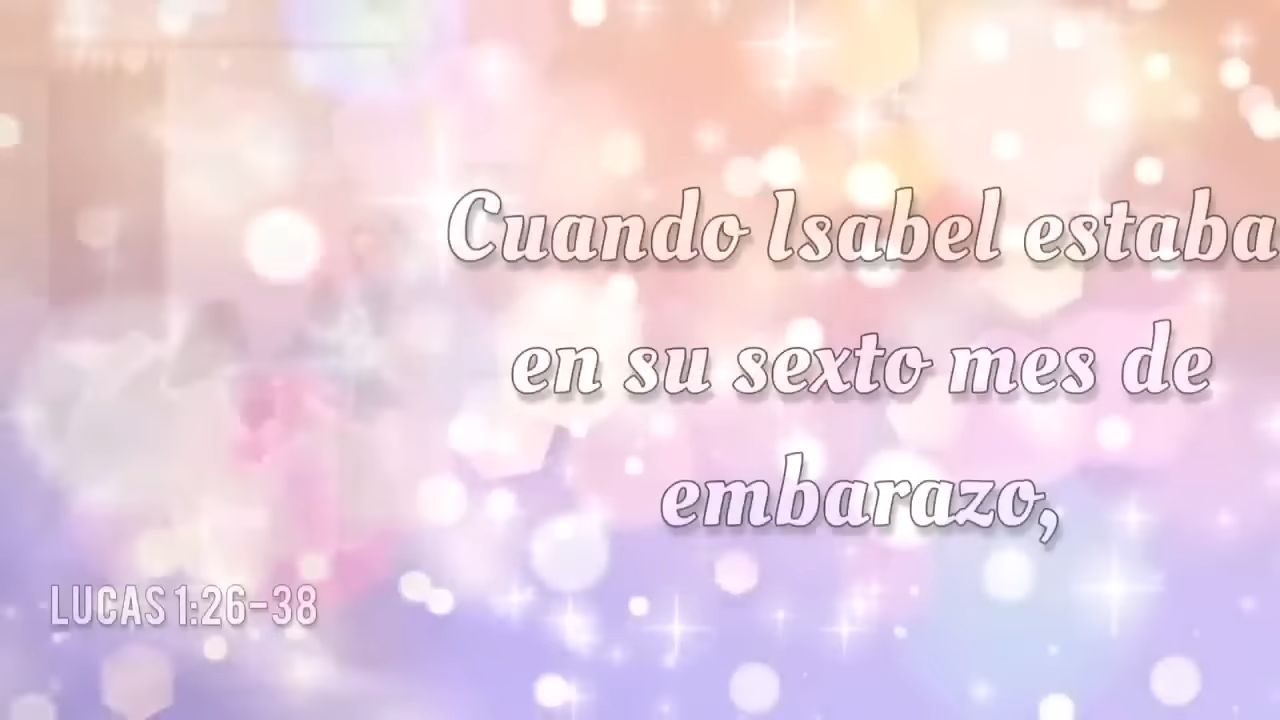 Cuando Isabel estaba
en su sexto mes de
embarazo,
LUCAS 1:26-38